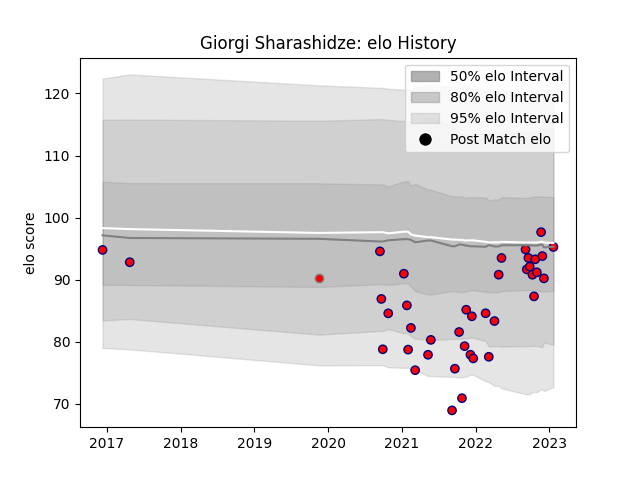 Giorgi Sharashidze: elo History
50% elo Interval
80% elo Interval
95% elo Interval
Post Match elo
elo score
120
110
100
90
80
70
2017
2018
2019
2020
2021
2022
2023